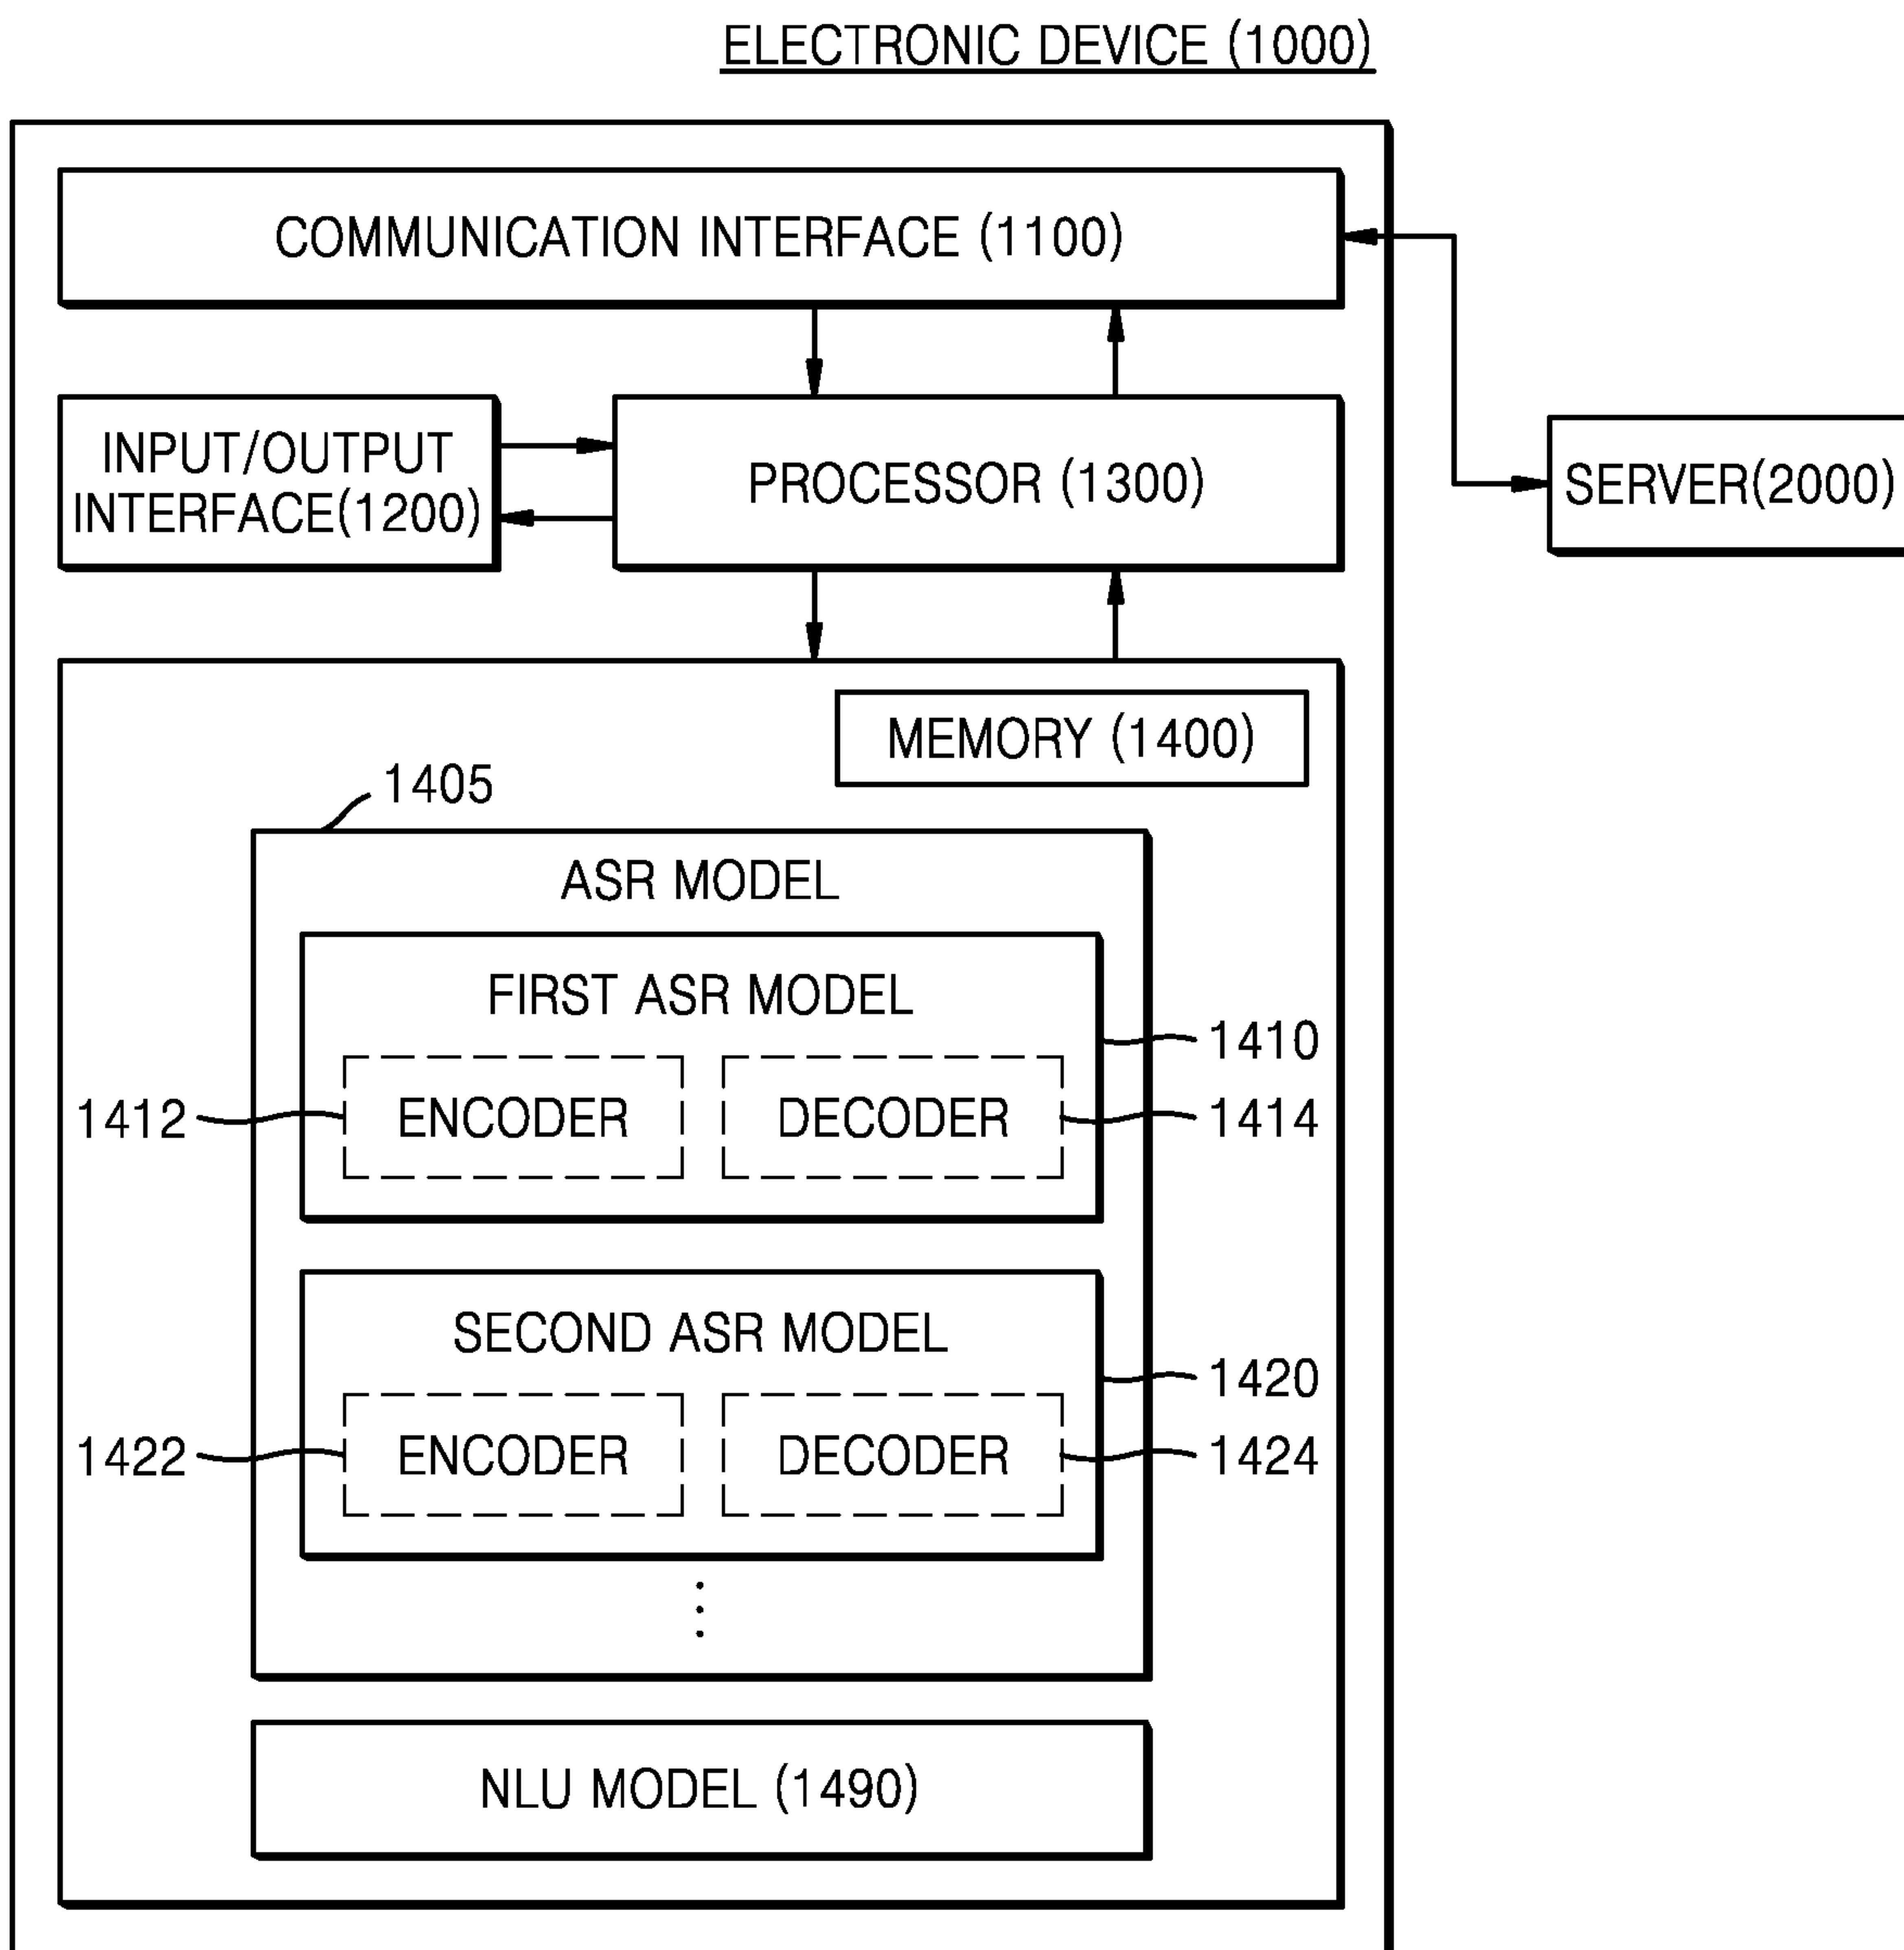 ELECTRONIC DEVICE (1000)
COMMUNICATION INTERFACE (1100)
INPUT/OUTPUT
INTERFACE(1200)
PROCESSOR (1300)
SERVER(2000)
MEMORY (1400)
1405
ASR MODEL
FIRST ASR MODEL
1410
1412
ENCODER
DECODER
1414
SECOND ASR MODEL
1420
1422
ENCODER
DECODER
1424
NLU MODEL (1490)